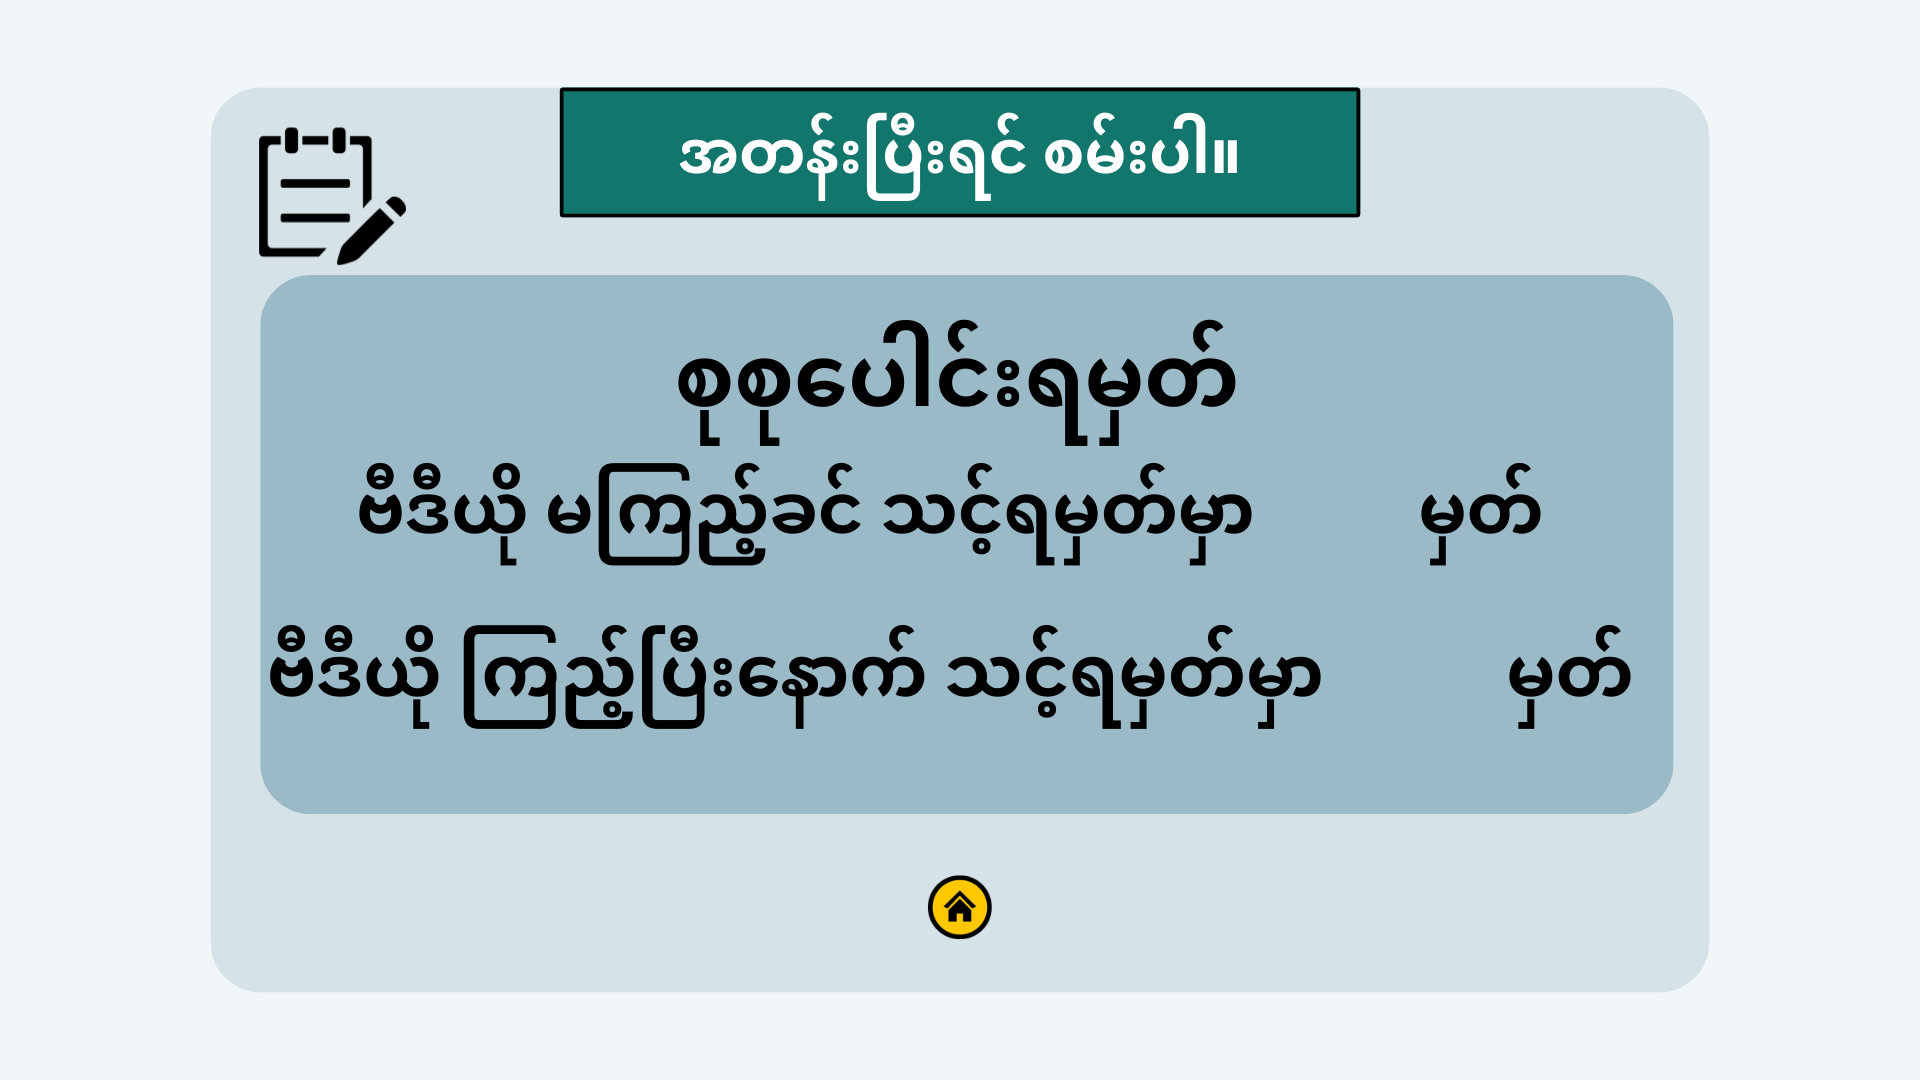 အတန်းပြီးရင် စမ်းပါ။
စုစုပေါင်းရမှတ်
ဗီဒီယို မကြည့်ခင် သင့်ရမှတ်မှာ မှတ်
ဗီဒီယို ကြည့်ပြီးနောက် သင့်ရမှတ်မှာ မှတ်